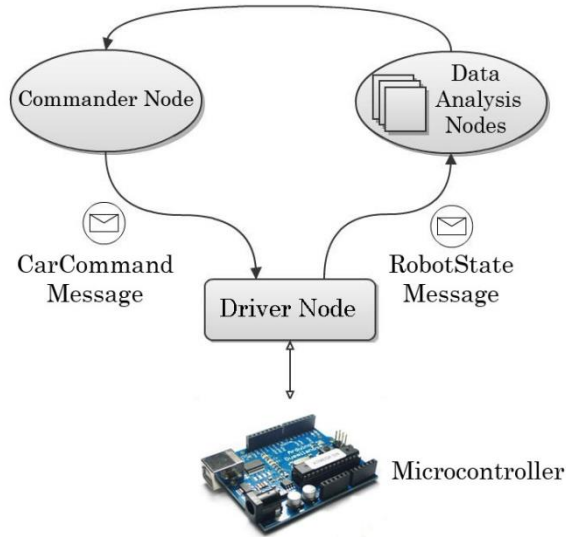 Commander Node
Data
Analysis
Nodes
CarCommand
Message
RobotState
Message
Driver Node
Microcontroller